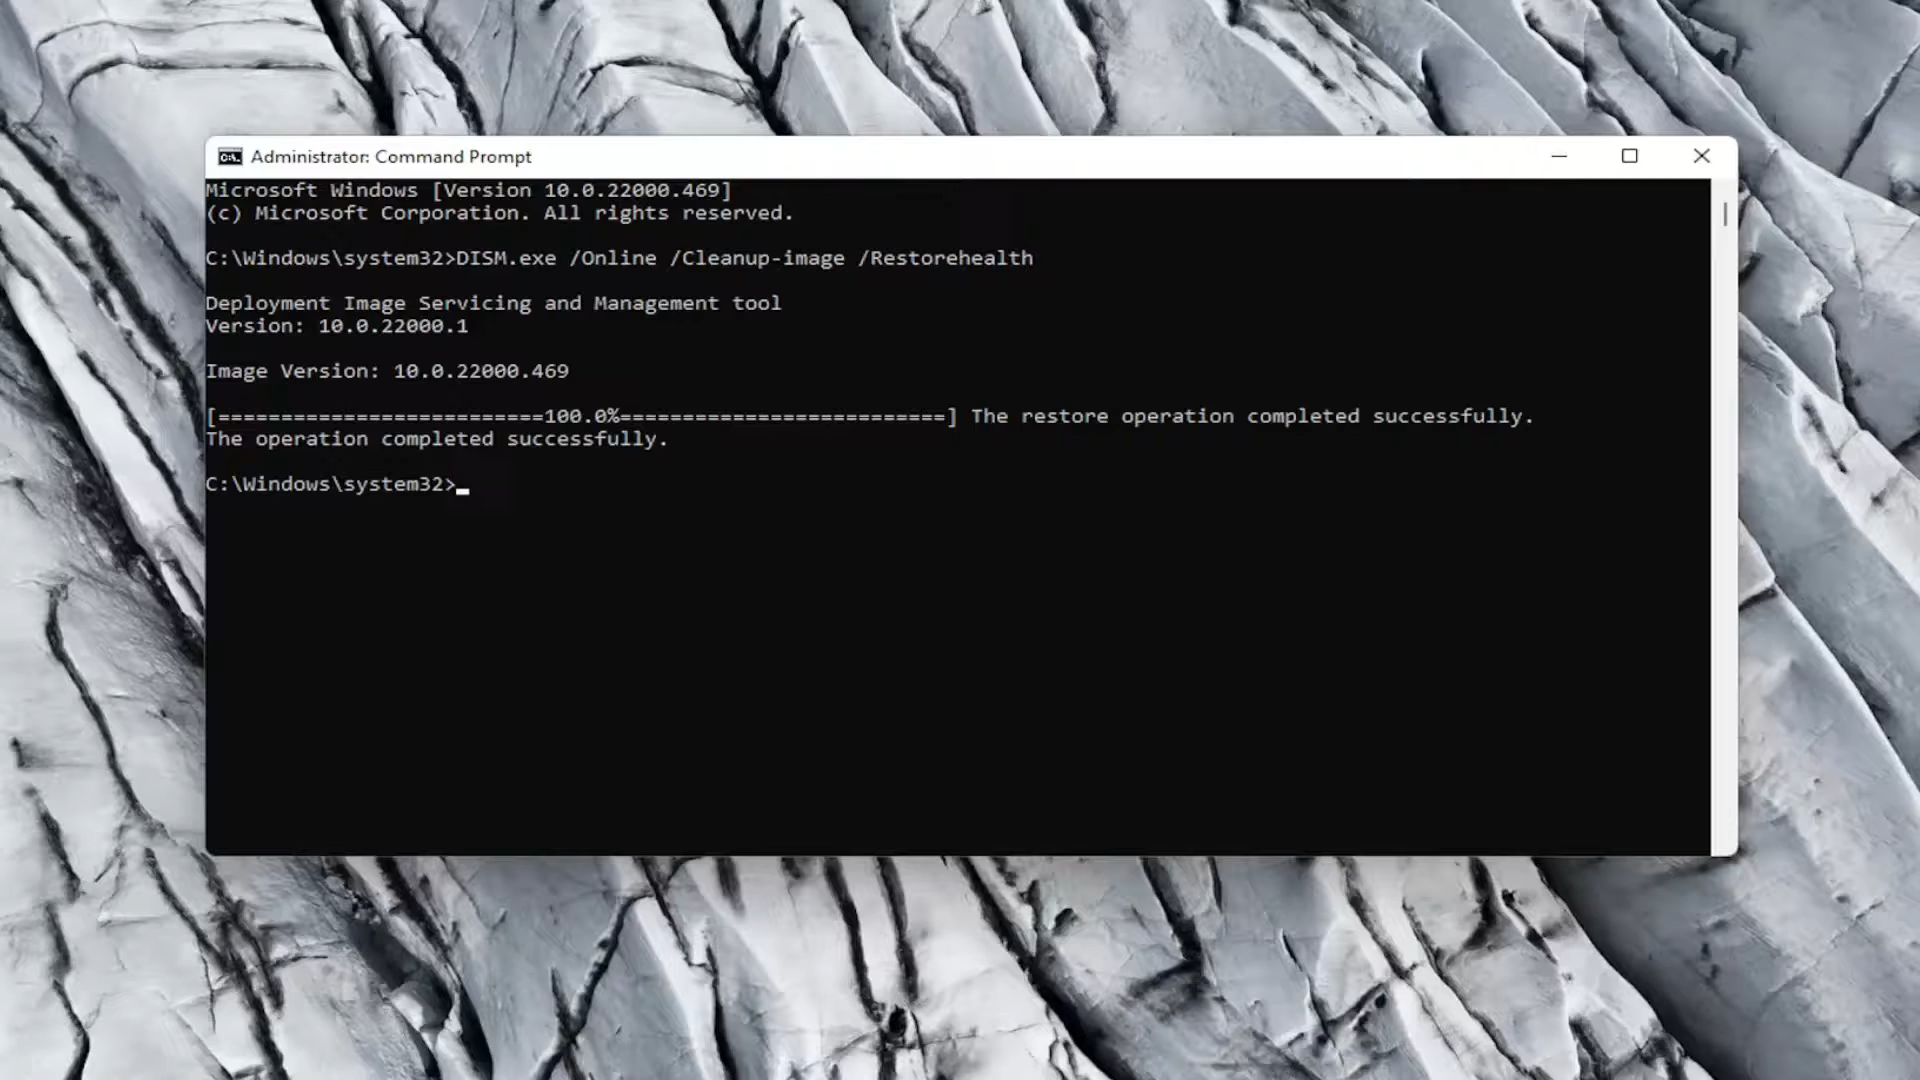 Administrator: Command Prompt
Microsoft Windows [Version 10.0.22000.469]
(c) Microsoft Corporation. All rights reserved.
C:\Windows\system32>DISM.exe /Online /Cleanup-image /Restorehealth
Deployment Image Servicing and Management tool
Version: 10.0.22000.1
Image Version: 10.0.22000.469
[==========================100.0%==========================] The restore operation completed successfully.
The operation completed successfully.
C:\Windows\system32>